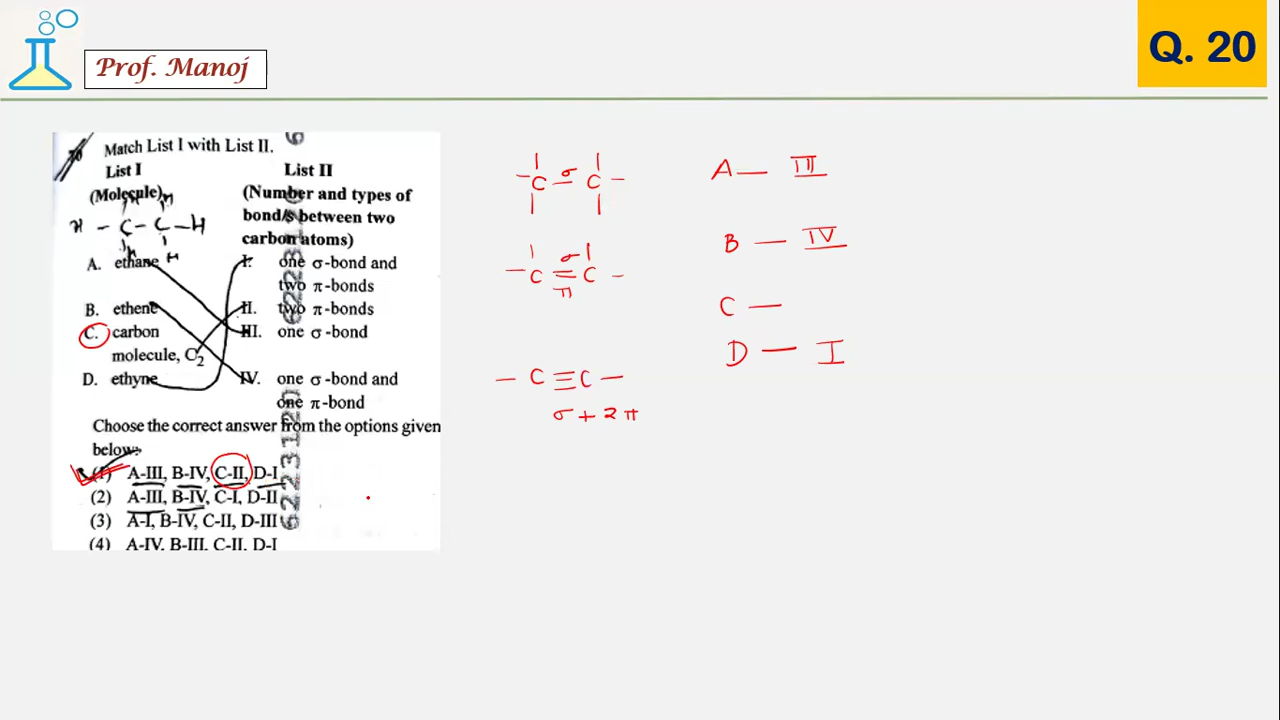 Prof. Manoj
Q. 20
Match List I with List II.
List I List II
(Molecule) (Number and types of
bond/s between two
carbon atoms)
H - C - C - H
H H
A. ethane I. one σ-bond and
two π-bonds
B. ethene II. two π-bonds
C. carbon III. one σ-bond
molecule, C2
D. ethyne IV. one σ-bond and
one π-bond
Choose the correct answer from the options given
below:
(1) A-III, B-IV, C-II, D-I
(2) A-III, B-IV, C-I, D-II
(3) A-I, B-IV, C-II, D-III
(4) A-IV, B-III, C-II, D-I
6223120
6223120
- C - C -
σ
- C = C -
σ
π
- C ≡ C -
σ + 2 π
A — III
B — IV
C —
D — I